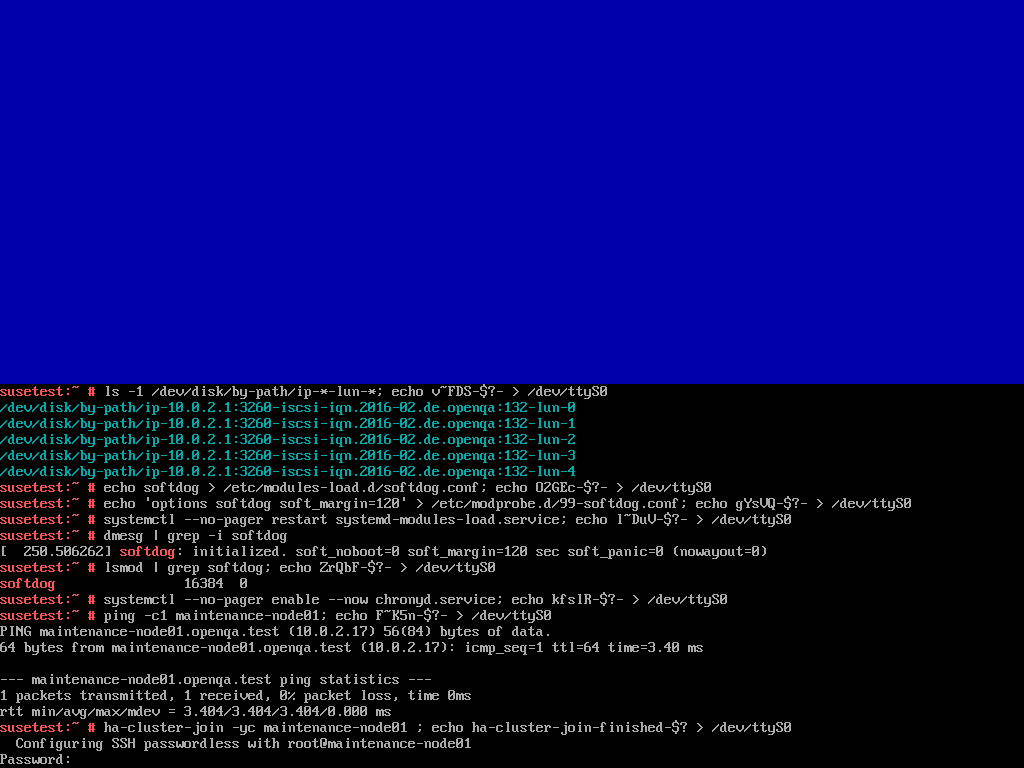 susetest:~ # ls -1 /dev/disk/by-path/ip-*-lun-*; echo v~FDS-$?- > /dev/ttyS0
/dev/disk/by-path/ip-10.0.2.1:3260-iscsi-iqn.2016-02.de.openqa:132-lun-0
/dev/disk/by-path/ip-10.0.2.1:3260-iscsi-iqn.2016-02.de.openqa:132-lun-1
/dev/disk/by-path/ip-10.0.2.1:3260-iscsi-iqn.2016-02.de.openqa:132-lun-2
/dev/disk/by-path/ip-10.0.2.1:3260-iscsi-iqn.2016-02.de.openqa:132-lun-3
/dev/disk/by-path/ip-10.0.2.1:3260-iscsi-iqn.2016-02.de.openqa:132-lun-4
susetest:~ # echo softdog > /etc/modules-load.d/softdog.conf; echo O2GEc-$?- > /dev/ttyS0
susetest:~ # echo 'options softdog soft_margin=120' > /etc/modprobe.d/99-softdog.conf; echo gYsVQ-$?- > /dev/ttyS0
susetest:~ # systemctl --no-pager restart systemd-modules-load.service; echo l~DuV-$?- > /dev/ttyS0
susetest:~ # dmesg | grep -i softdog
[  250.506262] softdog: initialized. soft_noboot=0 soft_margin=120 sec soft_panic=0 (nowayout=0)
susetest:~ # lsmod | grep softdog; echo ZrQbF-$?- > /dev/ttyS0
softdog                16384  0
susetest:~ # systemctl --no-pager enable --now chronyd.service; echo kfslR-$?- > /dev/ttyS0
susetest:~ # ping -c1 maintenance-node01; echo F~K5n-$?- > /dev/ttyS0
PING maintenance-node01.openqa.test (10.0.2.17) 56(84) bytes of data.
64 bytes from maintenance-node01.openqa.test (10.0.2.17): icmp_seq=1 ttl=64 time=3.40 ms

--- maintenance-node01.openqa.test ping statistics ---
1 packets transmitted, 1 received, 0% packet loss, time 0ms
rtt min/avg/max/mdev = 3.404/3.404/3.404/0.000 ms
susetest:~ # ha-cluster-join -yc maintenance-node01 ; echo ha-cluster-join-finished-$? > /dev/ttyS0
  Configuring SSH passwordless with root@maintenance-node01
Password: